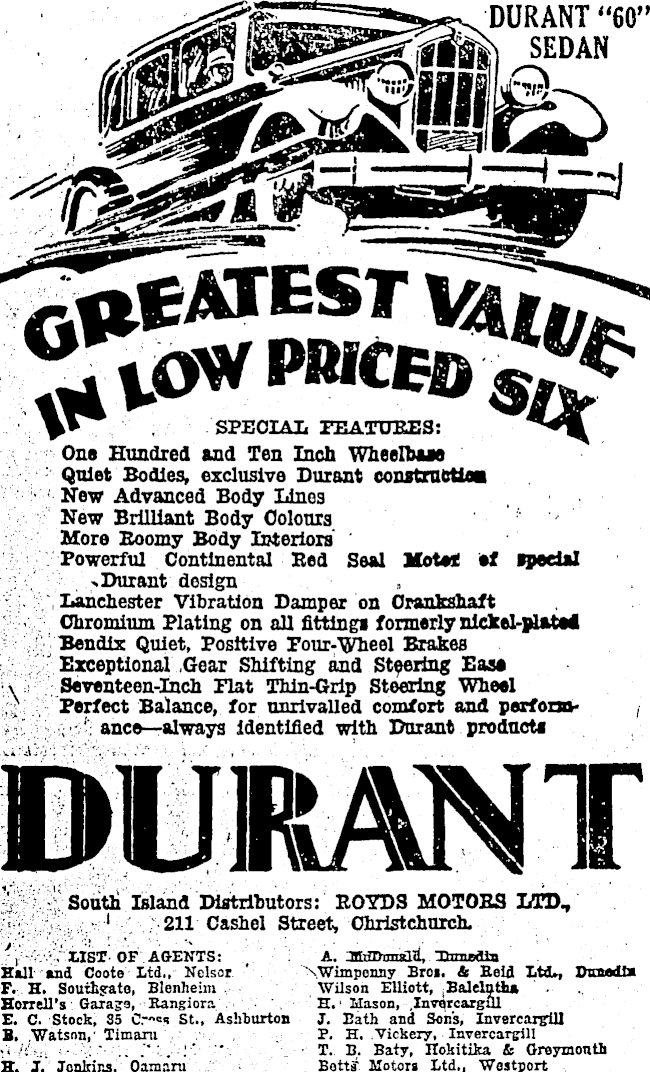 DURANT "60"
SEDAN
GREATEST VALUE
IN LOW PRICED SIX
SPECIAL FEATURES:
One Hundred and Ten Inch Wheelbase
Quiet Bodies, exclusive Durant construction
New Advanced Body Lines
New Brilliant Body Colours
More Roomy Body Interiors
Powerful Continental Red Seal Motor of special
Durant design
Lanchester Vibration Damper on Crankshaft
Chromium Plating on all fittings formerly nickel-plated
Bendix Quiet, Positive Four-Wheel Brakes
Exceptional Gear Shifting and Steering Ease
Seventeen-Inch Flat Thin-Grip Steering Wheel
Perfect Balance, for unrivalled comfort and perform-
ance—always identified with Durant products
DURANT
South Island Distributors: ROYDS MOTORS LTD.,
211 Cashel Street, Christchurch.
LIST OF AGENTS:
Hall and Coote Ltd., Nelson
F. H. Southgate, Blenheim
Horrell's Garage, Rangiora
E. C. Stock, 35 Cross St., Ashburton
B. Watson, Timaru
H. J. Jenkins, Oamaru
A. McDonald, Dunedin
Wimpenny Bros. & Reid Ltd., Dunedin
Wilson Elliott, Balclutha
H. Mason, Invercargill
J. Bath and Sons, Invercargill
P. H. Vickery, Invercargill
T. B. Baty, Hokitika & Greymouth
Betts Motors Ltd., Westport